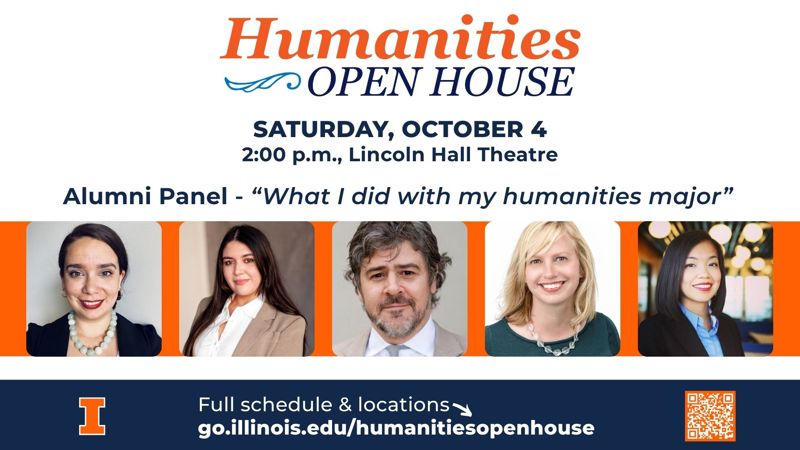 Humanities
OPEN HOUSE
SATURDAY, OCTOBER 4
2:00 p.m., Lincoln Hall Theatre
Alumni Panel - “What I did with my humanities major”
I
Full schedule & locations
go.illinois.edu/humanitiesopenhouse